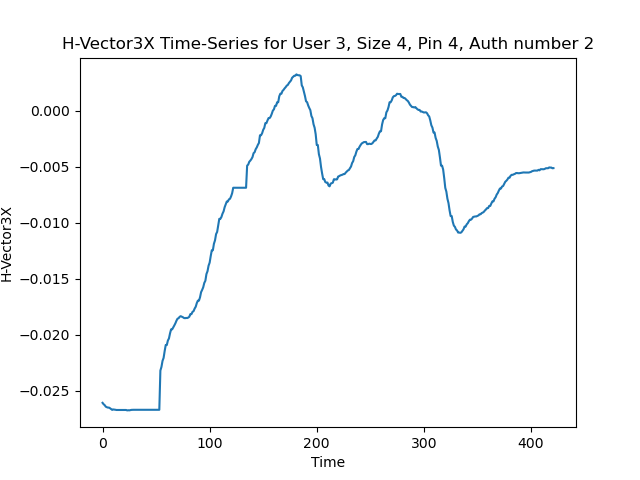 H-Vector3X Time-Series for User 3, Size 4, Pin 4, Auth number 2
H-Vector3X
0.000
−0.005
−0.010
−0.015
−0.020
−0.025
0 100 200 300 400
Time